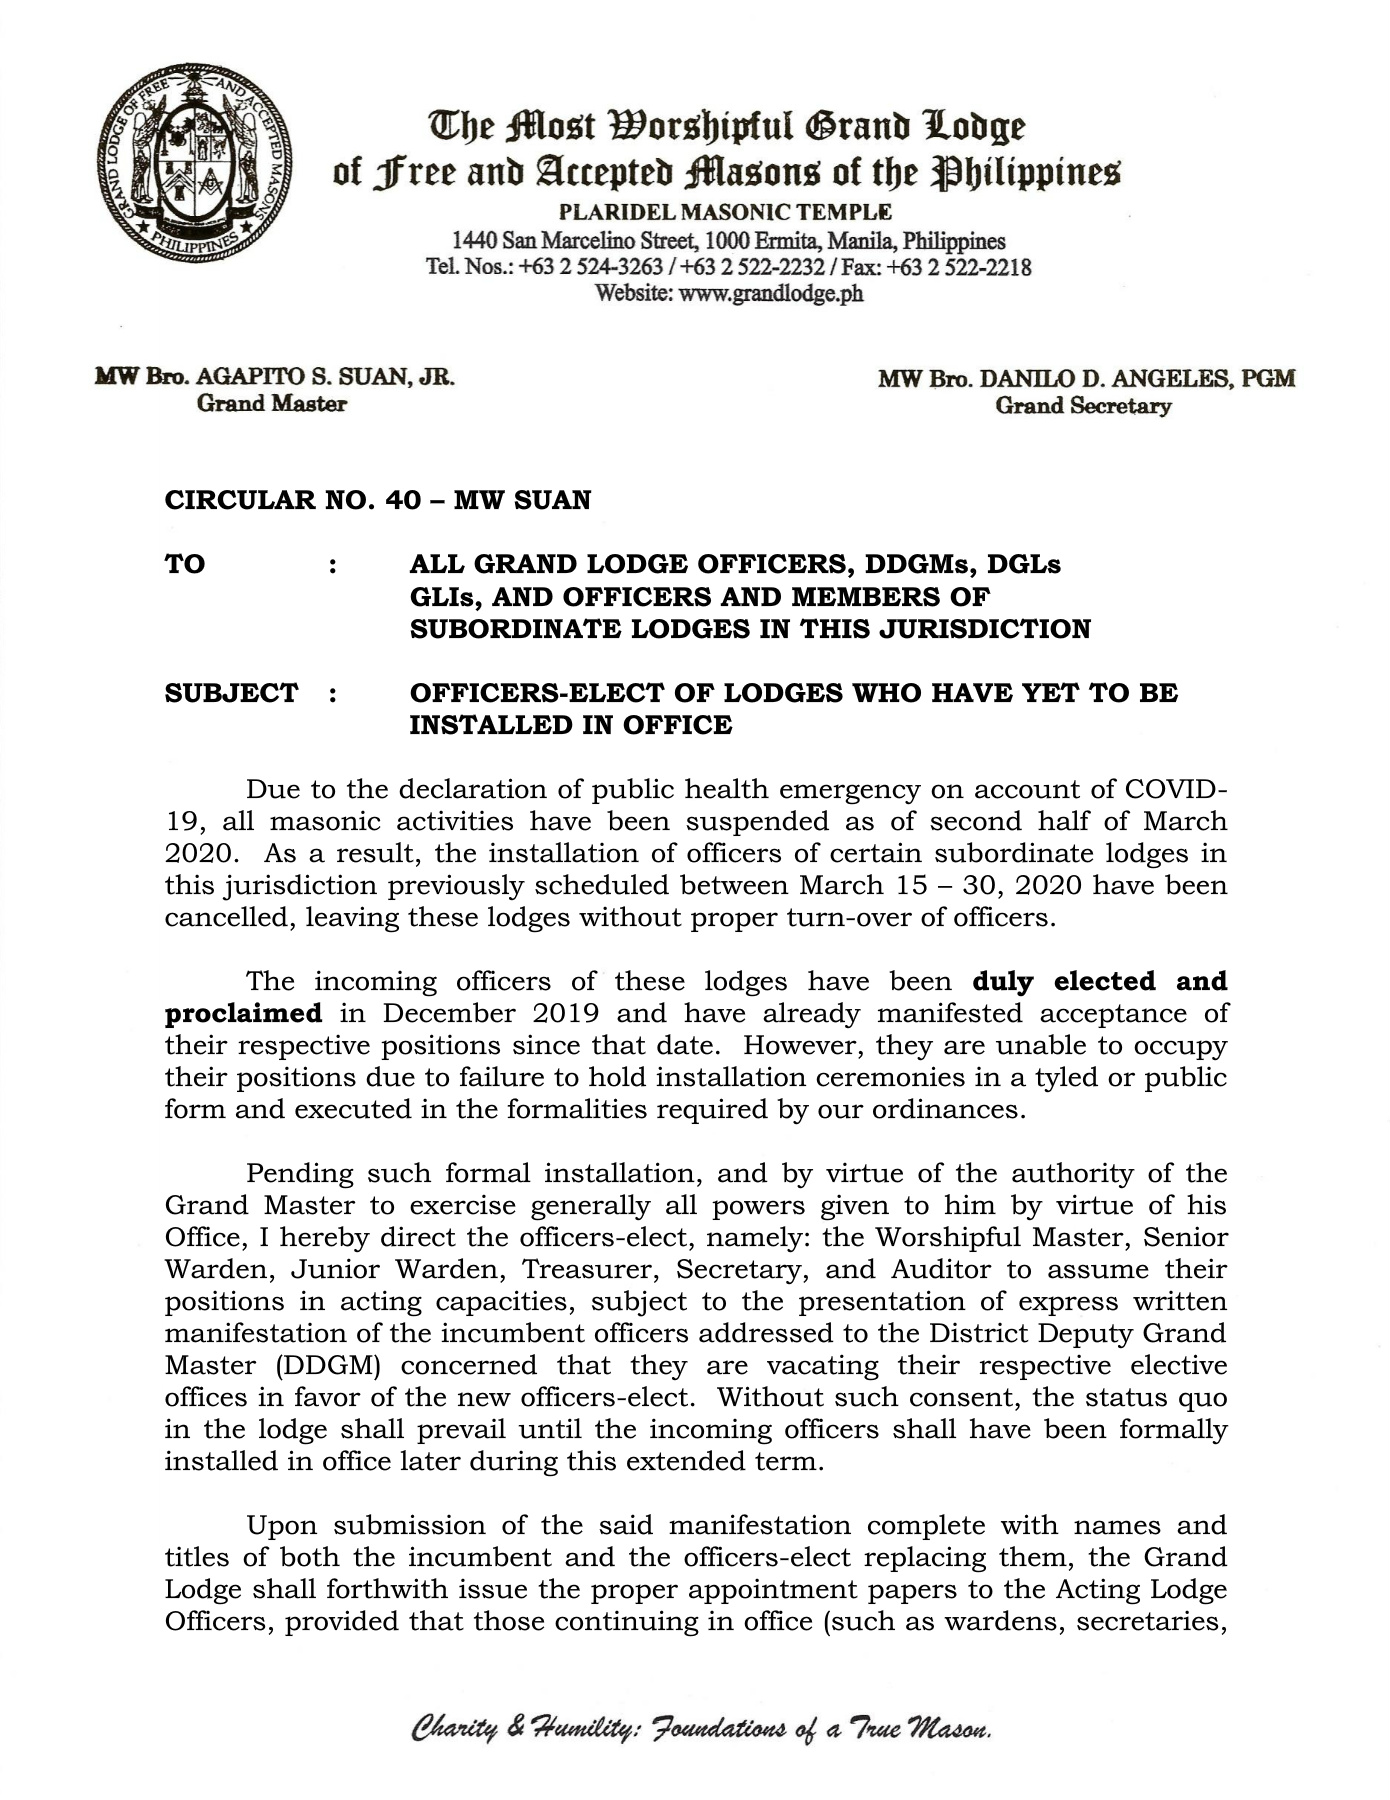 GRAND LODGE OF FREE AND ACCEPTED MASONS
PHILIPPINES
The Most Worshipful Grand Lodge
of Free and Accepted Masons of the Philippines
PLARIDEL MASONIC TEMPLE
1440 San Marcelino Street, 1000 Ermita, Manila, Philippines
Tel. Nos.: +63 2 524-3263 / +63 2 522-2232 / Fax: +63 2 522-2218
Website: www.grandlodge.ph
MW Bro. AGAPITO S. SUAN, JR.
Grand Master
MW Bro. DANILO D. ANGELES, PGM
Grand Secretary
CIRCULAR NO. 40 – MW SUAN
TO : ALL GRAND LODGE OFFICERS, DDGMs, DGLs
GLIs, AND OFFICERS AND MEMBERS OF
SUBORDINATE LODGES IN THIS JURISDICTION
SUBJECT : OFFICERS-ELECT OF LODGES WHO HAVE YET TO BE
INSTALLED IN OFFICE
Due to the declaration of public health emergency on account of COVID-
19, all masonic activities have been suspended as of second half of March
2020. As a result, the installation of officers of certain subordinate lodges in
this jurisdiction previously scheduled between March 15 – 30, 2020 have been
cancelled, leaving these lodges without proper turn-over of officers.
The incoming officers of these lodges have been duly elected and
proclaimed in December 2019 and have already manifested acceptance of
their respective positions since that date. However, they are unable to occupy
their positions due to failure to hold installation ceremonies in a tyled or public
form and executed in the formalities required by our ordinances.
Pending such formal installation, and by virtue of the authority of the
Grand Master to exercise generally all powers given to him by virtue of his
Office, I hereby direct the officers-elect, namely: the Worshipful Master, Senior
Warden, Junior Warden, Treasurer, Secretary, and Auditor to assume their
positions in acting capacities, subject to the presentation of express written
manifestation of the incumbent officers addressed to the District Deputy Grand
Master (DDGM) concerned that they are vacating their respective elective
offices in favor of the new officers-elect. Without such consent, the status quo
in the lodge shall prevail until the incoming officers shall have been formally
installed in office later during this extended term.
Upon submission of the said manifestation complete with names and
titles of both the incumbent and the officers-elect replacing them, the Grand
Lodge shall forthwith issue the proper appointment papers to the Acting Lodge
Officers, provided that those continuing in office (such as wardens, secretaries,
Charity & Humility: Foundations of a True Mason.